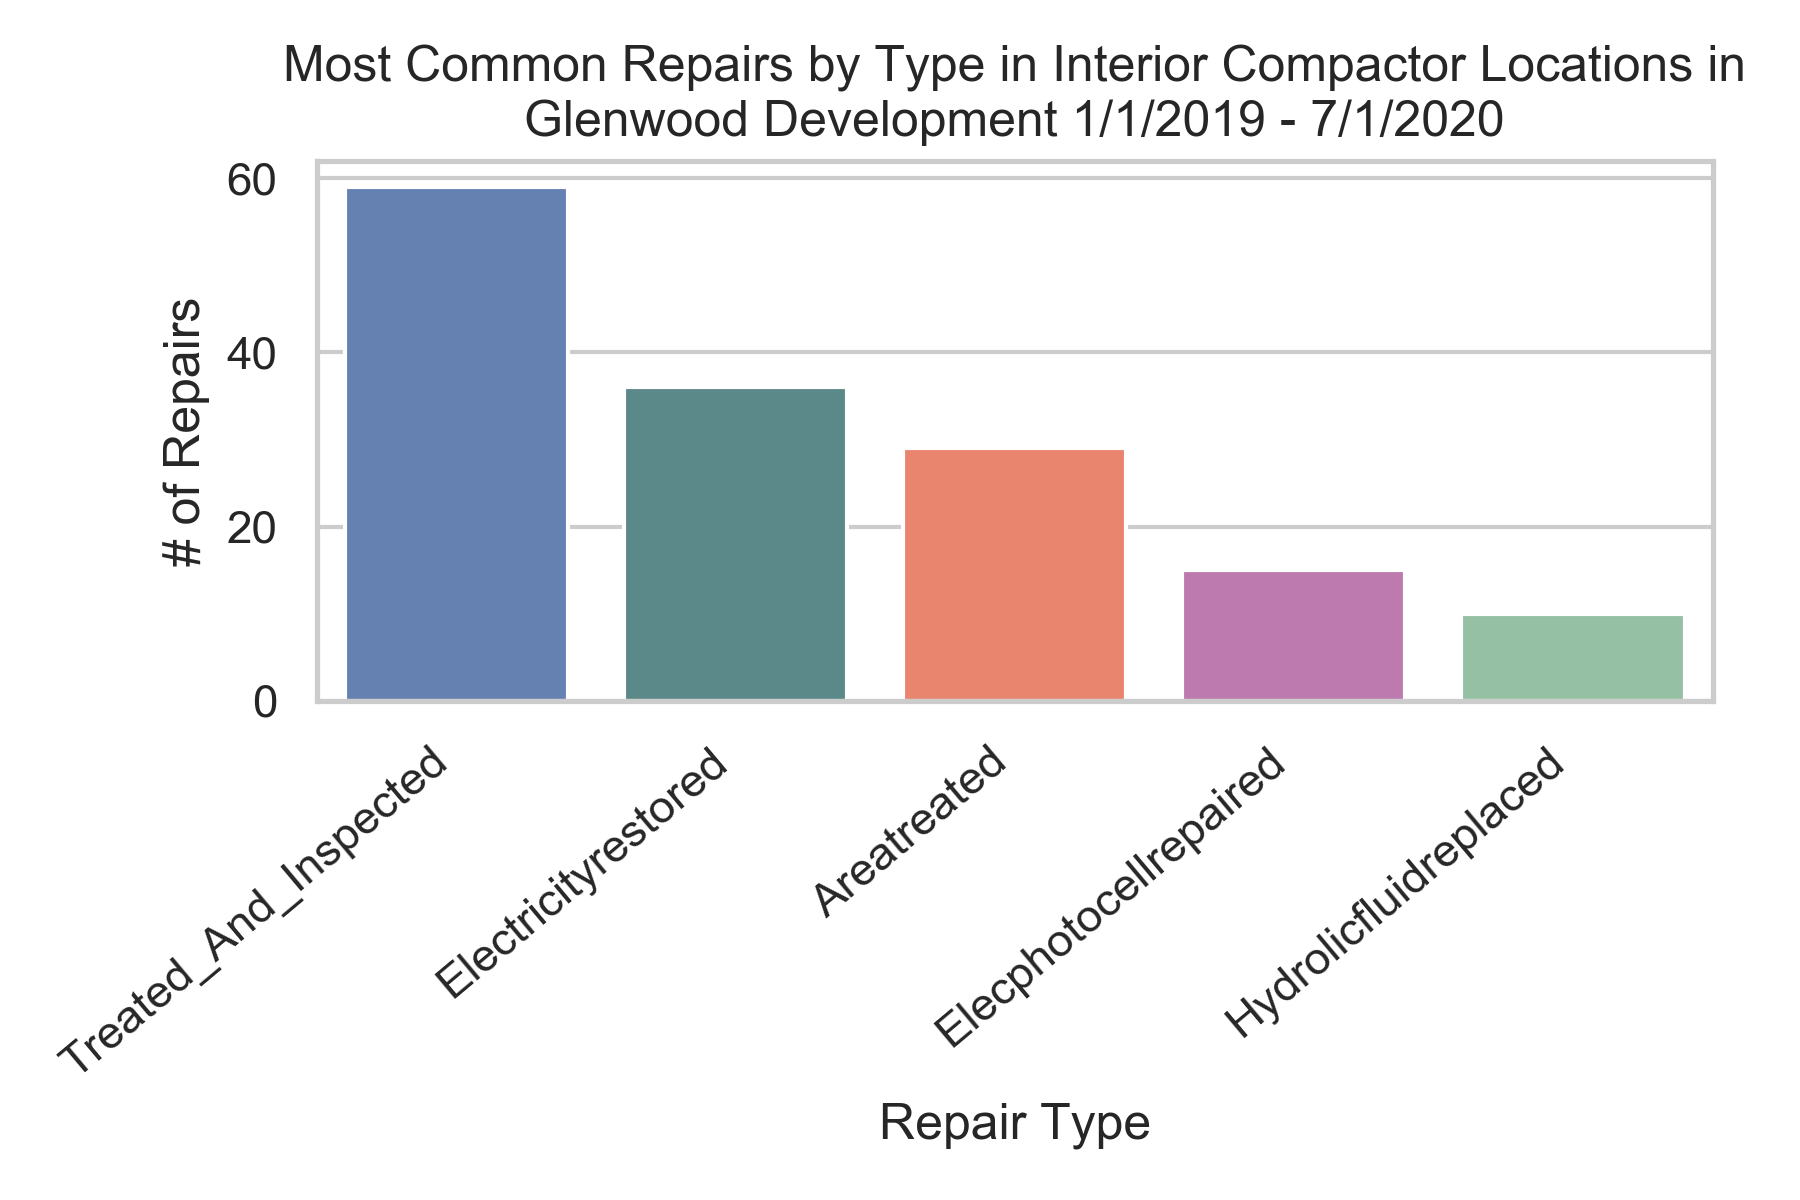 Most Common Repairs by Type in Interior Compactor Locations in
Glenwood Development 1/1/2019 - 7/1/2020
# of Repairs
60
40
20
0
Treated_And_Inspected
Electricityrestored
Areatreated
Elecphotocellrepaired
Hydrolicfluidreplaced
Repair Type